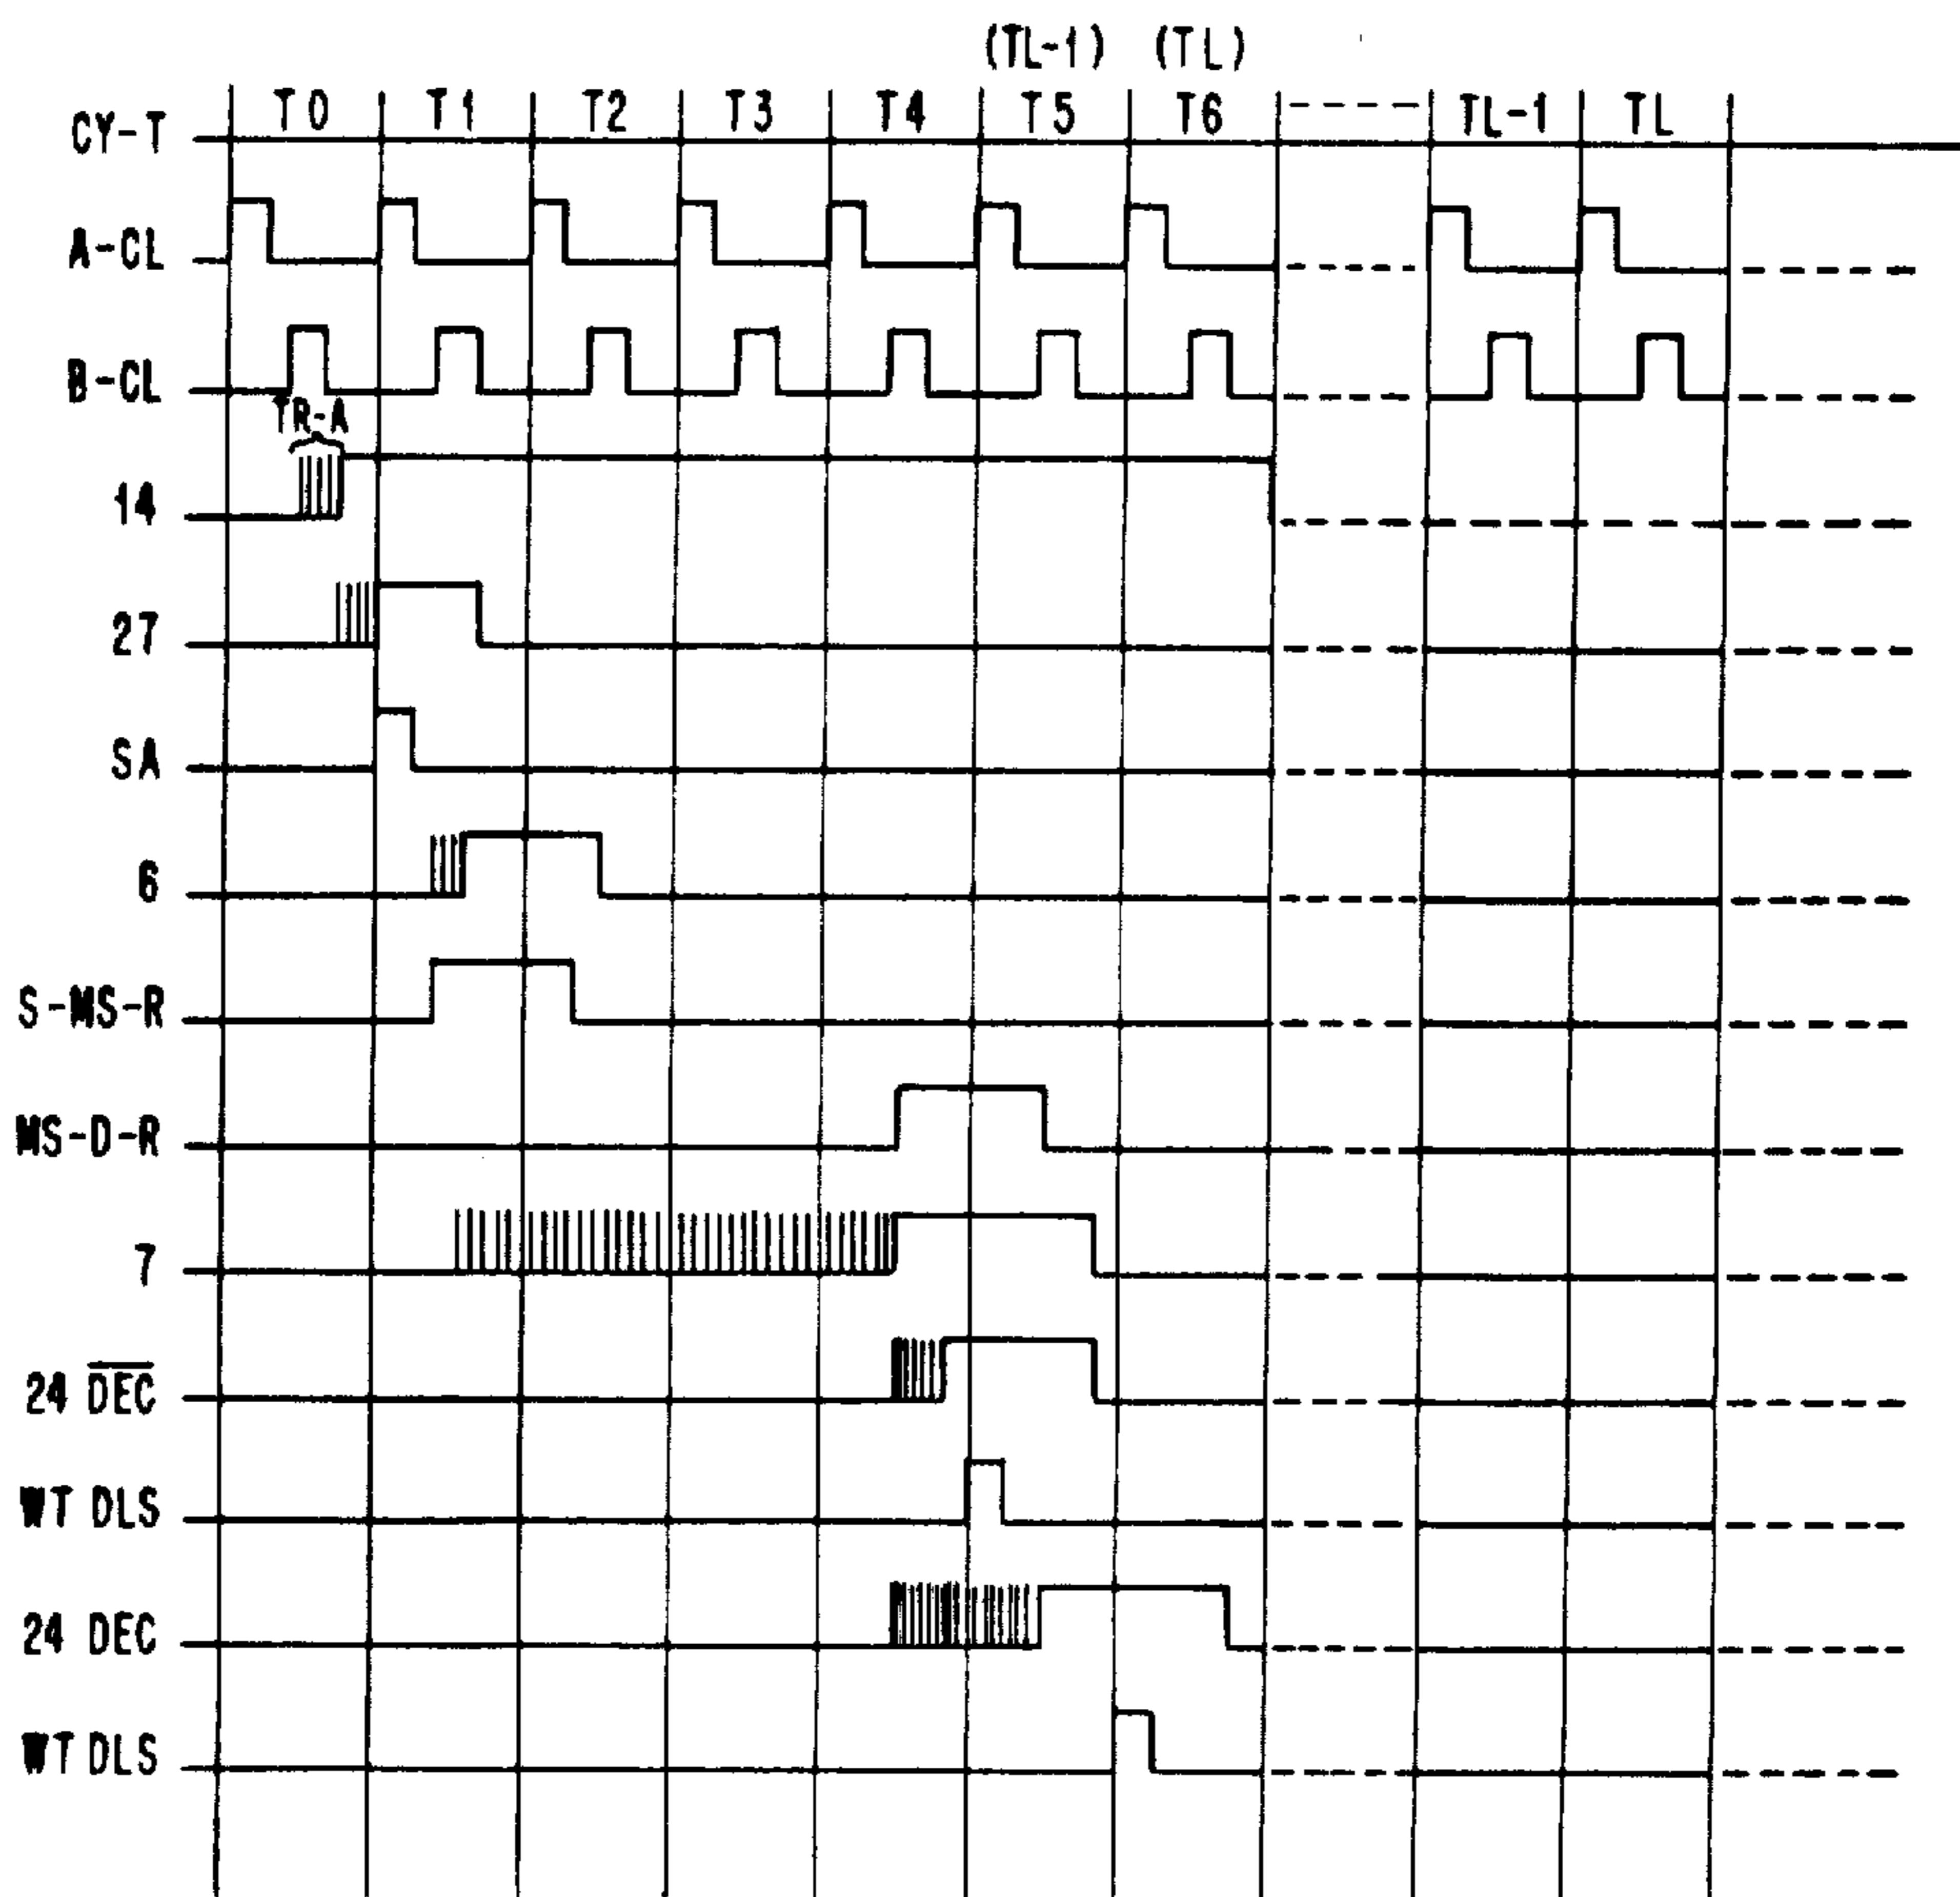 (TL-1) (TL)
CY-T T0 T1 T2 T3 T4 T5 T6 TL-1 TL
A-CL
B-CL
TR-A
14
27
SA
6
S-MS-R
MS-D-R
7
24 D̅E̅C̅
WT DLS
24 DEC
WT DLS